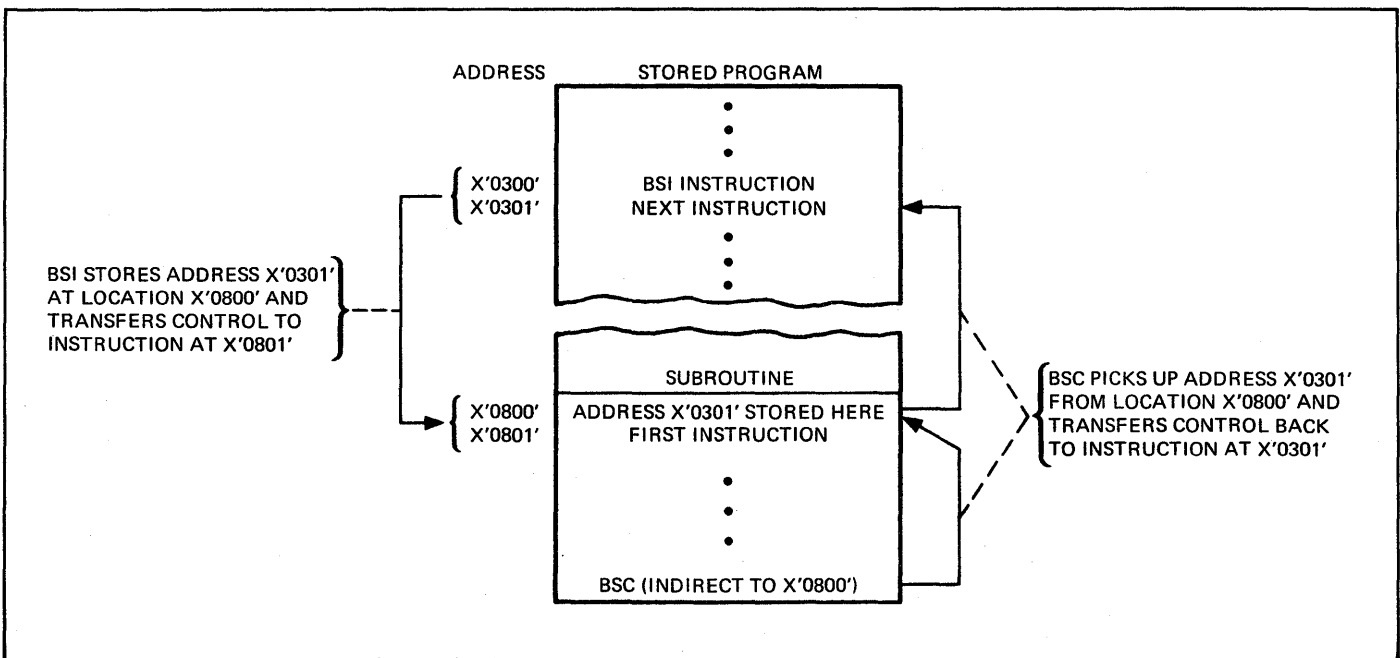 ADDRESS STORED PROGRAM
X'0300' BSI INSTRUCTION
X'0301' NEXT INSTRUCTION
BSI STORES ADDRESS X'0301'
AT LOCATION X'0800' AND
TRANSFERS CONTROL TO
INSTRUCTION AT X'0801'
SUBROUTINE
X'0800' ADDRESS X'0301' STORED HERE
X'0801' FIRST INSTRUCTION
BSC PICKS UP ADDRESS X'0301'
FROM LOCATION X'0800' AND
TRANSFERS CONTROL BACK
TO INSTRUCTION AT X'0301'
BSC (INDIRECT TO X'0800')